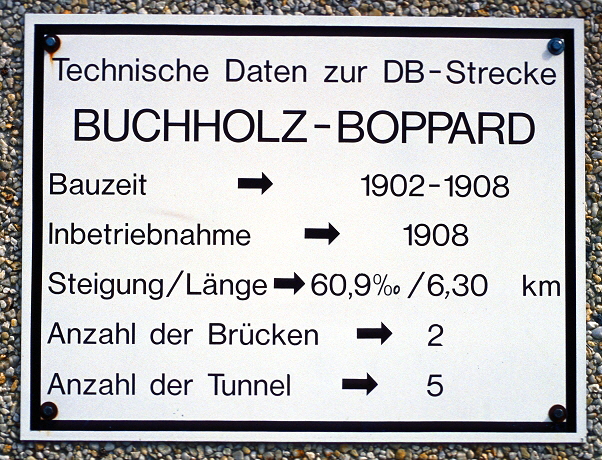 Technische Daten zur DB-Strecke
BUCHHOLZ-BOPPARD
Bauzeit ➡ 1902-1908
Inbetriebnahme ➡ 1908
Steigung/Länge ➡ 60,9‰/6,30 km
Anzahl der Brücken ➡ 2
Anzahl der Tunnel ➡ 5